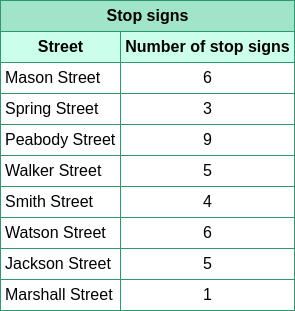 Stop signs
Street Number of stop signs
Mason Street 6
Spring Street 3
Peabody Street 9
Walker Street 5
Smith Street 4
Watson Street 6
Jackson Street 5
Marshall Street 1